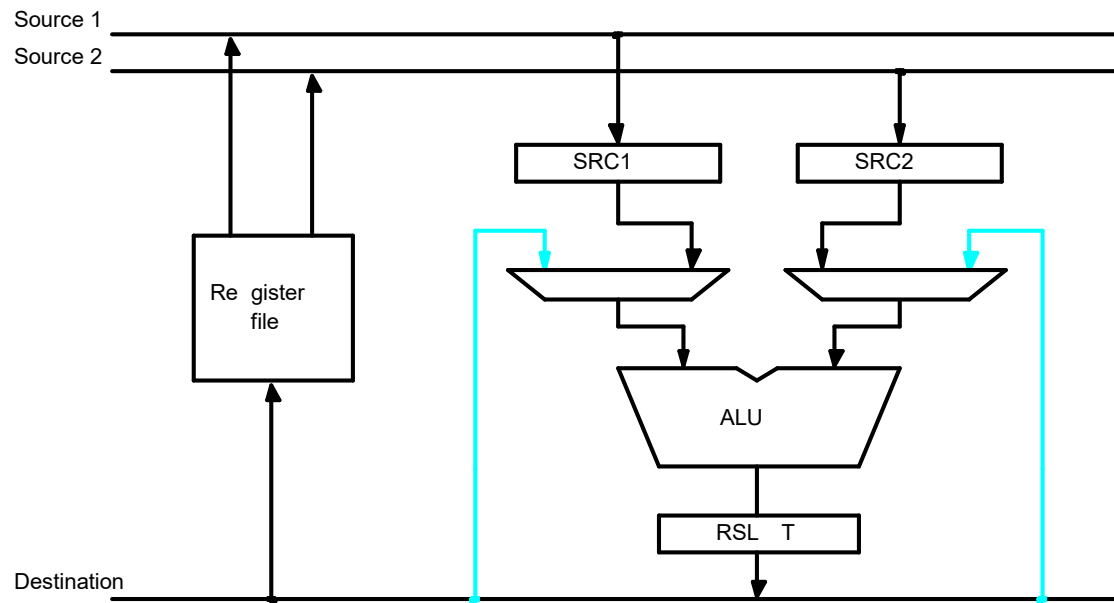 Source 1
Source 2
SRC1
SRC2
Re gister
file
ALU
RSL T
Destination